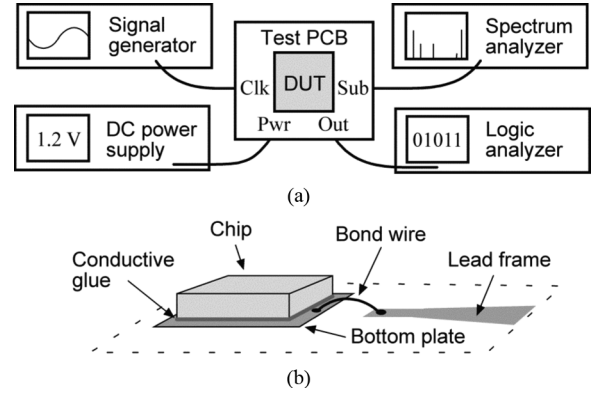 Signal
generator
Test PCB
Spectrum
analyzer
DUT
Clk
Sub
Pwr
Out
1.2 V
DC power
supply
01011
Logic
analyzer
(a)
Chip
Bond wire
Conductive
glue
Lead frame
Bottom plate
(b)